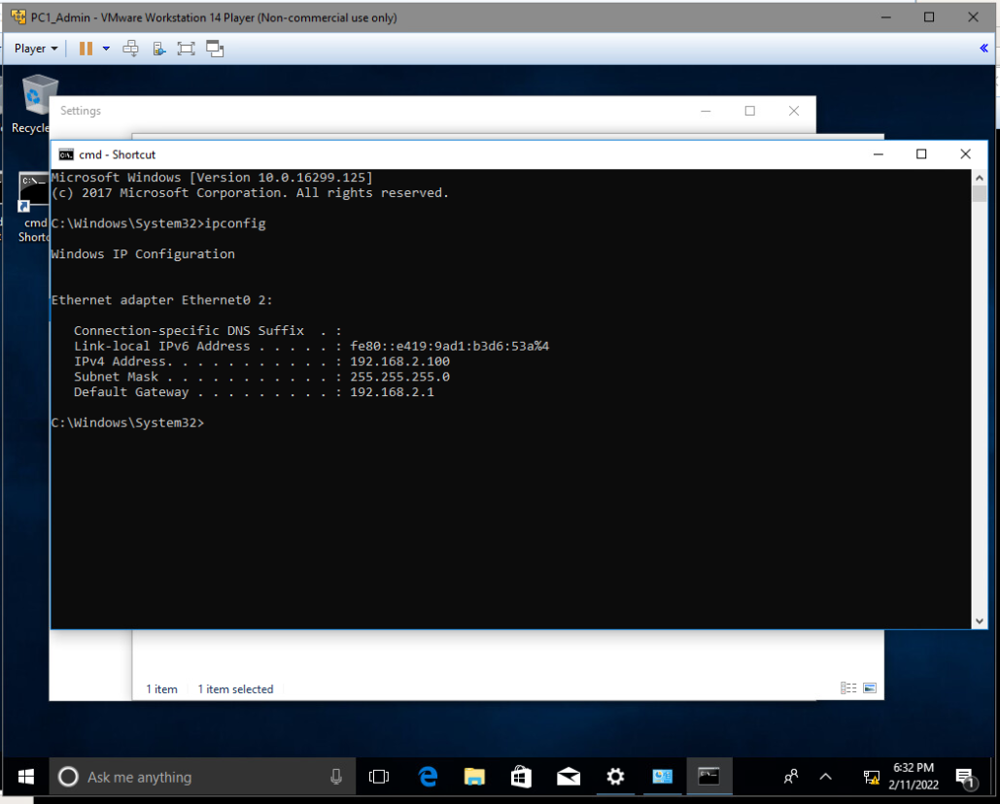 PC1_Admin - VMware Workstation 14 Player (Non-commercial use only)
Player
Recycle
Settings
cmd - Shortcut
Microsoft Windows [Version 10.0.16299.125]
(c) 2017 Microsoft Corporation. All rights reserved.
cmd
Shortc
C:\Windows\System32>ipconfig
Windows IP Configuration
Ethernet adapter Ethernet0 2:
Connection-specific DNS Suffix  . :
Link-local IPv6 Address . . . . . : fe80::e419:9ad1:b3d6:53a%4
IPv4 Address. . . . . . . . . . . : 192.168.2.100
Subnet Mask . . . . . . . . . . . : 255.255.255.0
Default Gateway . . . . . . . . . : 192.168.2.1
C:\Windows\System32>
1 item 1 item selected
Ask me anything
6:32 PM
2/11/2022
1